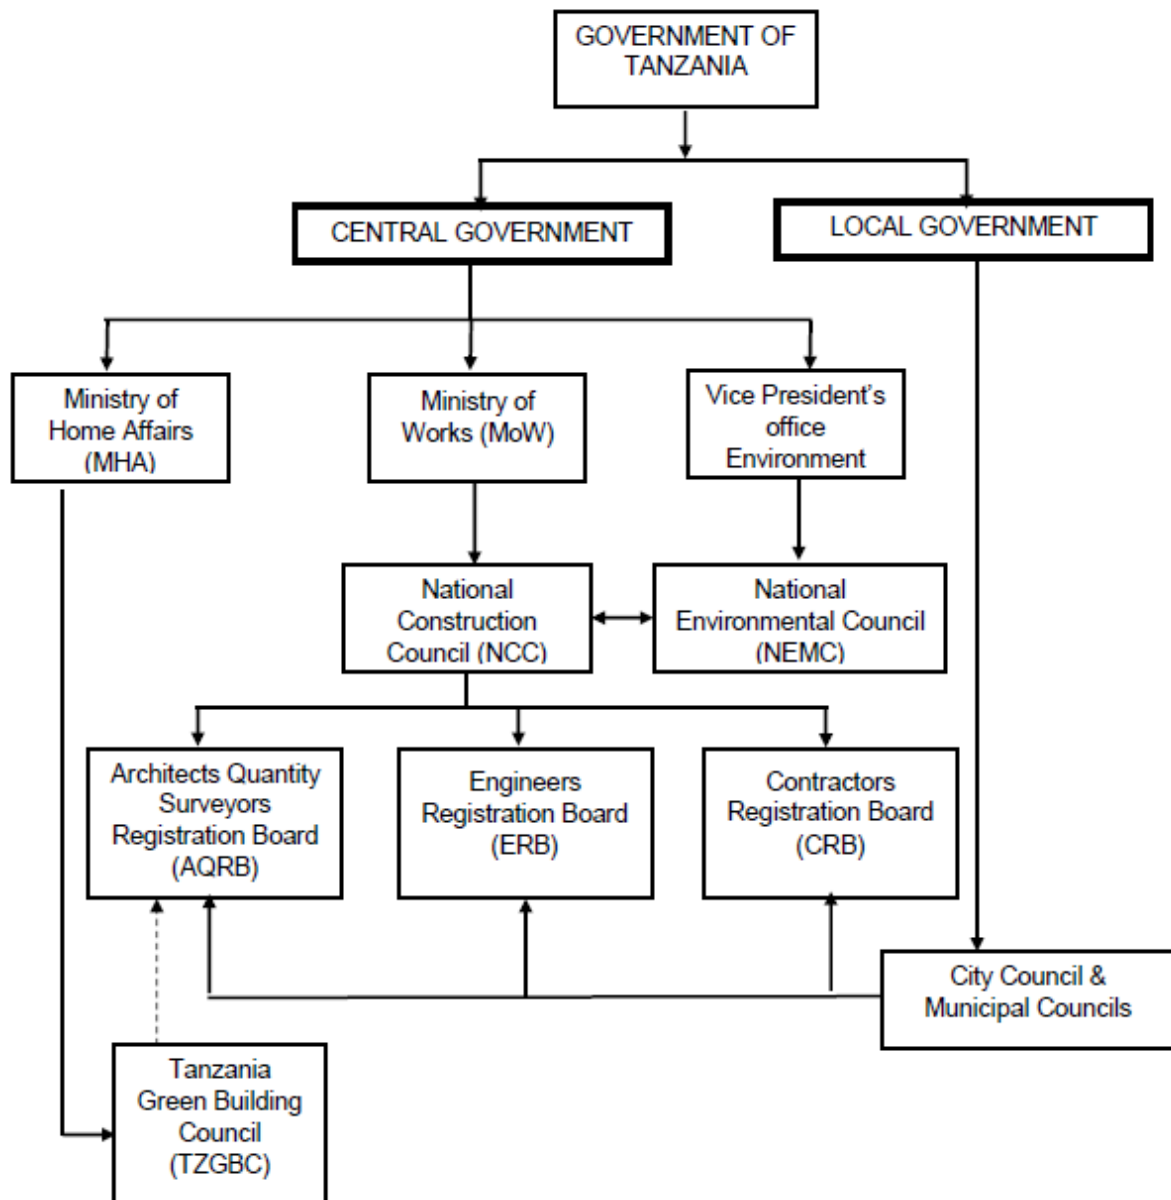 GOVERNMENT OF
TANZANIA
CENTRAL GOVERNMENT
LOCAL GOVERNMENT
Ministry of
Home Affairs
(MHA)
Ministry of
Works (MoW)
Vice President's
office
Environment
National
Construction
Council (NCC)
National
Environmental Council
(NEMC)
Architects Quantity
Surveyors
Registration Board
(AQRB)
Engineers
Registration Board
(ERB)
Contractors
Registration Board
(CRB)
City Council &
Municipal Councils
Tanzania
Green Building
Council
(TZGBC)